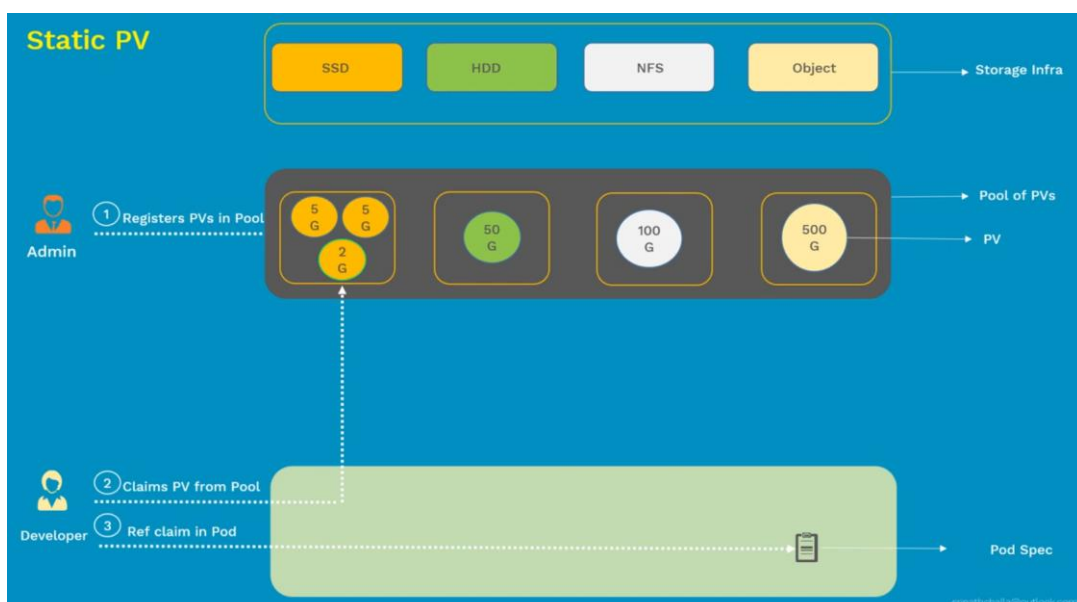 Static PV
SSD
HDD
NFS
Object
Storage Infra
Pool of PVs
1
Registers PVs in Pool
5
G
5
G
2
G
50
G
100
G
500
G
PV
Admin
2
Claims PV from Pool
3
Ref claim in Pod
Developer
Pod Spec